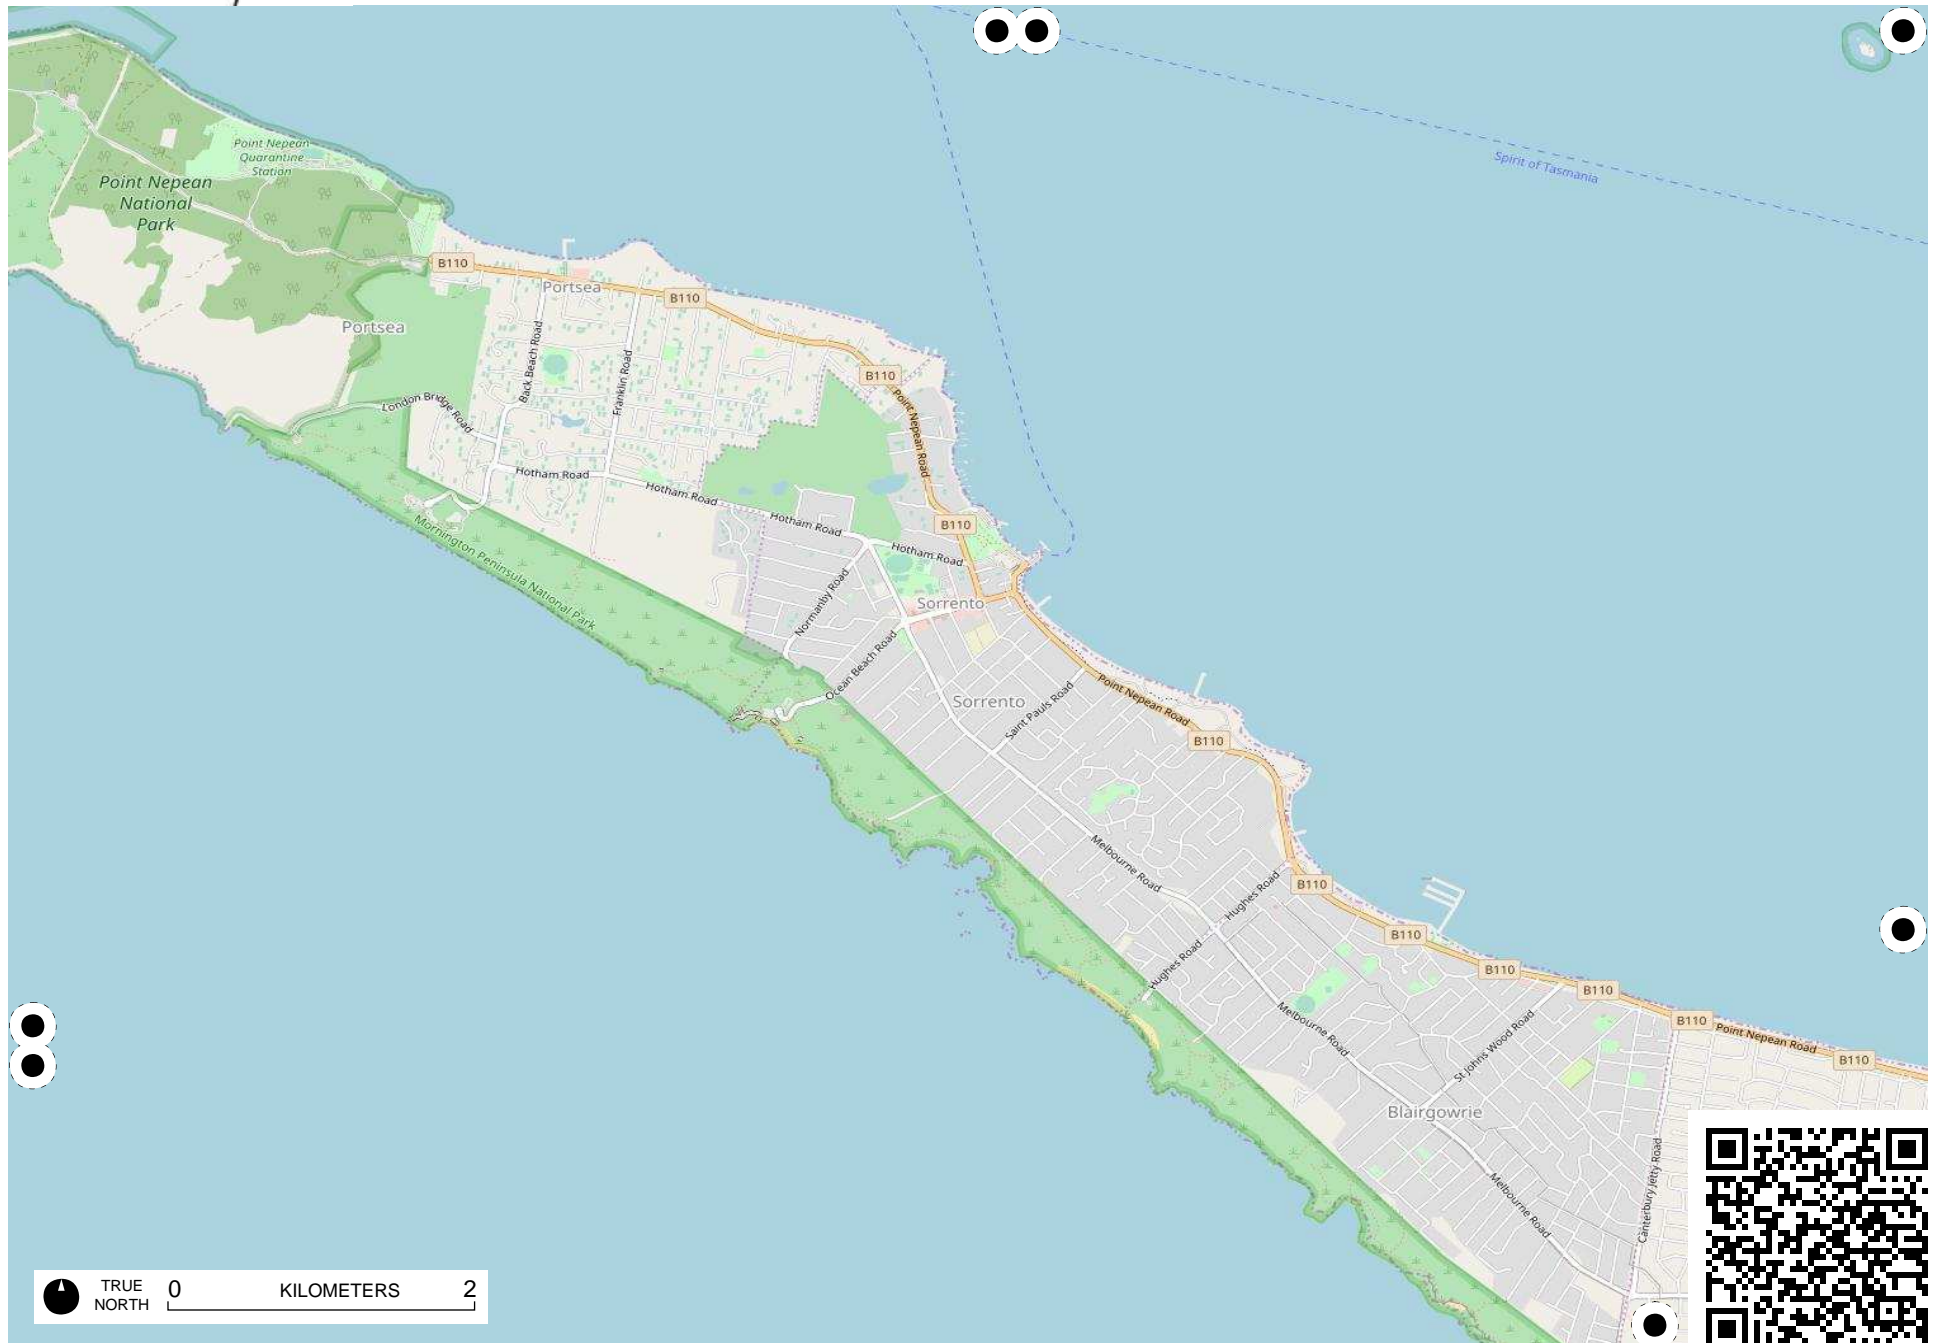 Spirit of Tasmania
Point Nepean
Quarantine
Station
Point Nepean
National
Park
B110
Portsea
B110
Portsea
Back Beach Road
Franklin Road
B110
London Bridge Road
Point Nepean Road
Hotham Road
Hotham Road
Hotham Road
B110
Hotham Road
Mornington Peninsula National Park
Normanby Road
Sorrento
Ocean Beach Road
Sorrento
Saint Pauls Road
Point Nepean Road
B110
Melbourne Road
Hughes Road
B110
B110
Hughes Road
B110
B110
Melbourne Road
B110
Point Nepean Road
B110
St Johns Wood Road
Blairgowrie
Melbourne Road
Canterbury Jetty Road
TRUE
NORTH
0 KILOMETERS 2